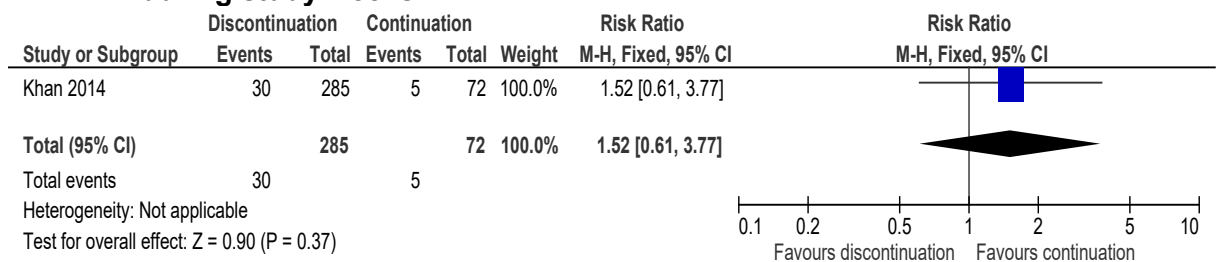 Discontinuation Continuation Risk Ratio Risk Ratio
Study or Subgroup Events Total Events Total Weight M-H, Fixed, 95% CI M-H, Fixed, 95% CI
Khan 2014 30 285 5 72 100.0% 1.52 [0.61, 3.77]
Total (95% CI) 285 72 100.0% 1.52 [0.61, 3.77]
Total events 30 5
Heterogeneity: Not applicable
Test for overall effect: Z = 0.90 (P = 0.37)
0.1 0.2 0.5 1 2 5 10
Favours discontinuation Favours continuation